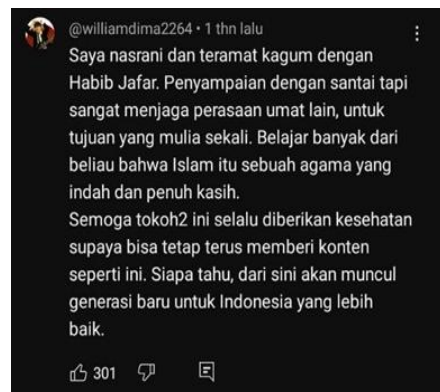 @williamdima2264 • 1 thn lalu
Saya nasrani dan teramat kagum dengan
Habib Jafar. Penyampaian dengan santai tapi
sangat menjaga perasaan umat lain, untuk
tujuan yang mulia sekali. Belajar banyak dari
beliau bahwa Islam itu sebuah agama yang
indah dan penuh kasih.
Semoga tokoh2 ini selalu diberikan kesehatan
supaya bisa tetap terus memberi konten
seperti ini. Siapa tahu, dari sini akan muncul
generasi baru untuk Indonesia yang lebih
baik.
301